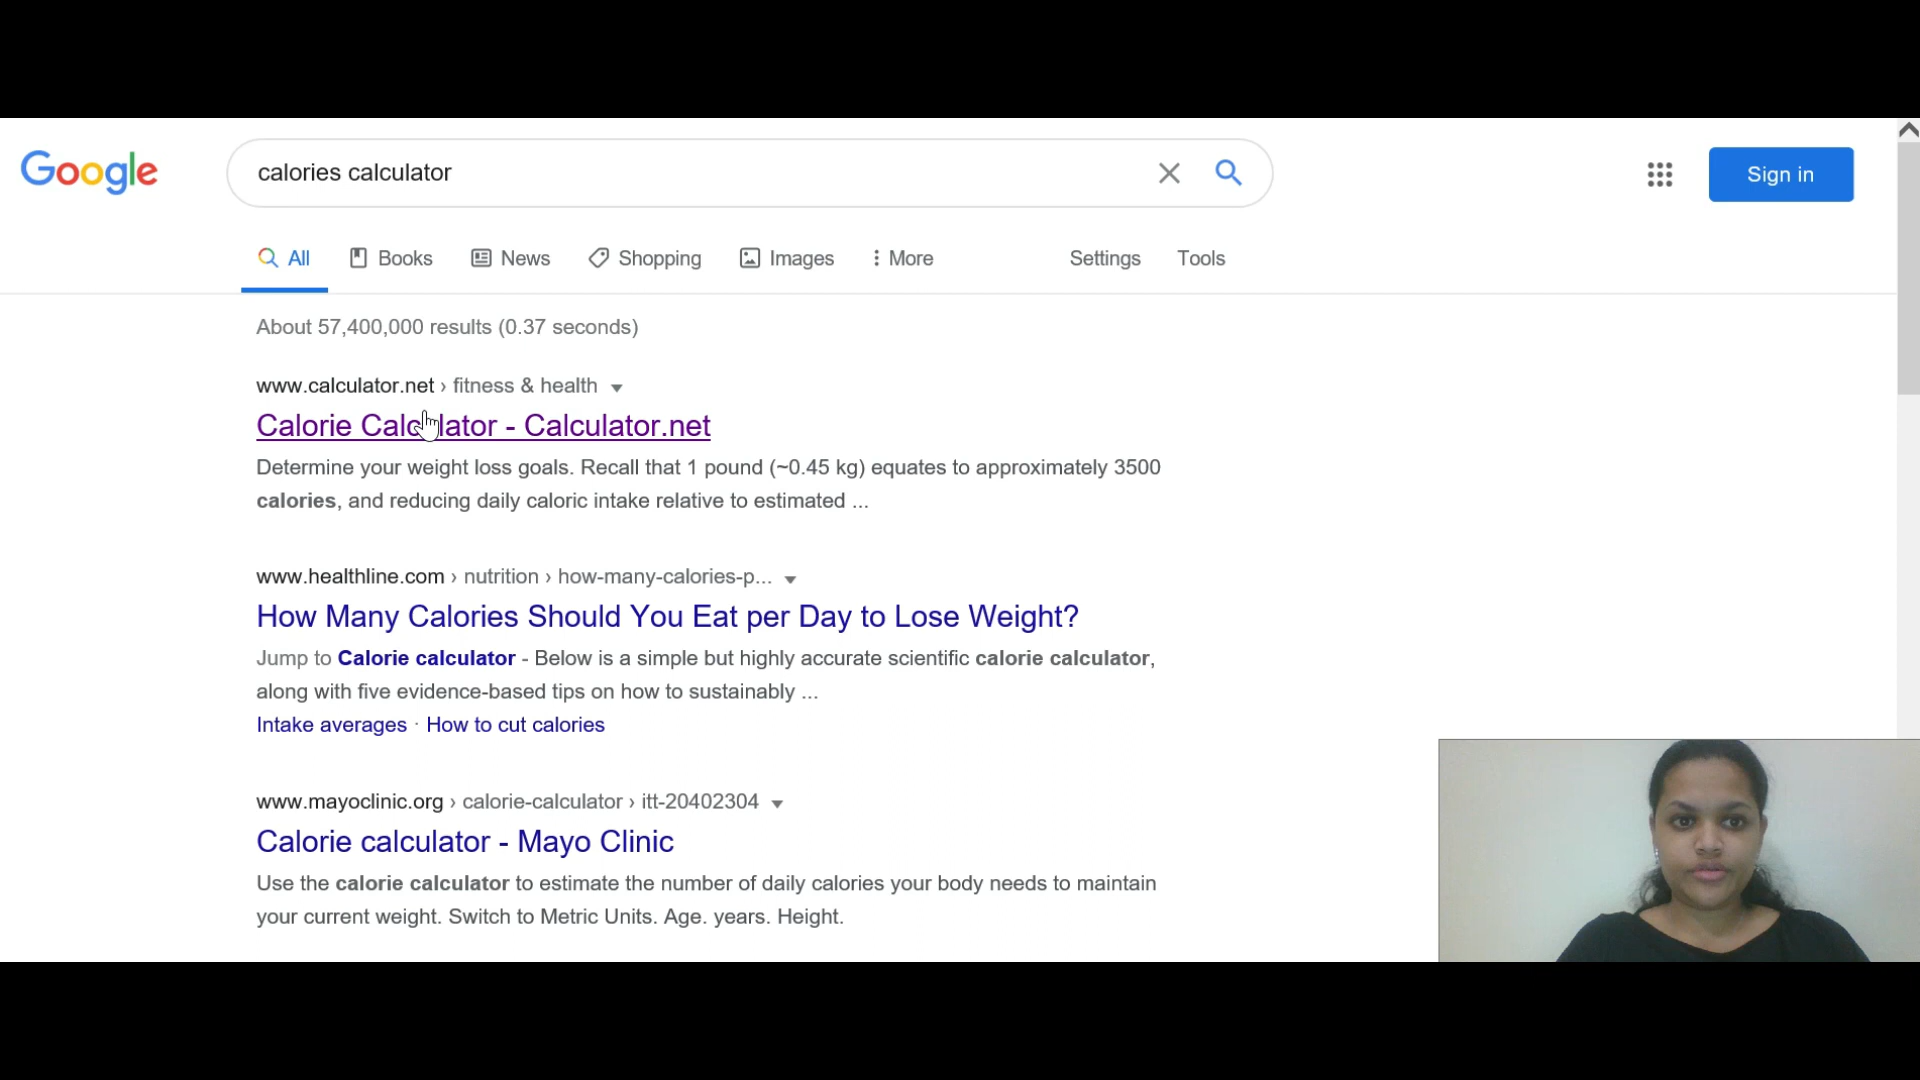 Google
calories calculator
Sign in
All Books News Shopping Images More Settings Tools
About 57,400,000 results (0.37 seconds)
www.calculator.net › fitness & health
Calorie Calculator - Calculator.net
Determine your weight loss goals. Recall that 1 pound (~0.45 kg) equates to approximately 3500
calories, and reducing daily caloric intake relative to estimated ...
www.healthline.com › nutrition › how-many-calories-p...
How Many Calories Should You Eat per Day to Lose Weight?
Jump to Calorie calculator - Below is a simple but highly accurate scientific calorie calculator,
along with five evidence-based tips on how to sustainably ...
Intake averages · How to cut calories
www.mayoclinic.org › calorie-calculator › itt-20402304
Calorie calculator - Mayo Clinic
Use the calorie calculator to estimate the number of daily calories your body needs to maintain
your current weight. Switch to Metric Units. Age. years. Height.